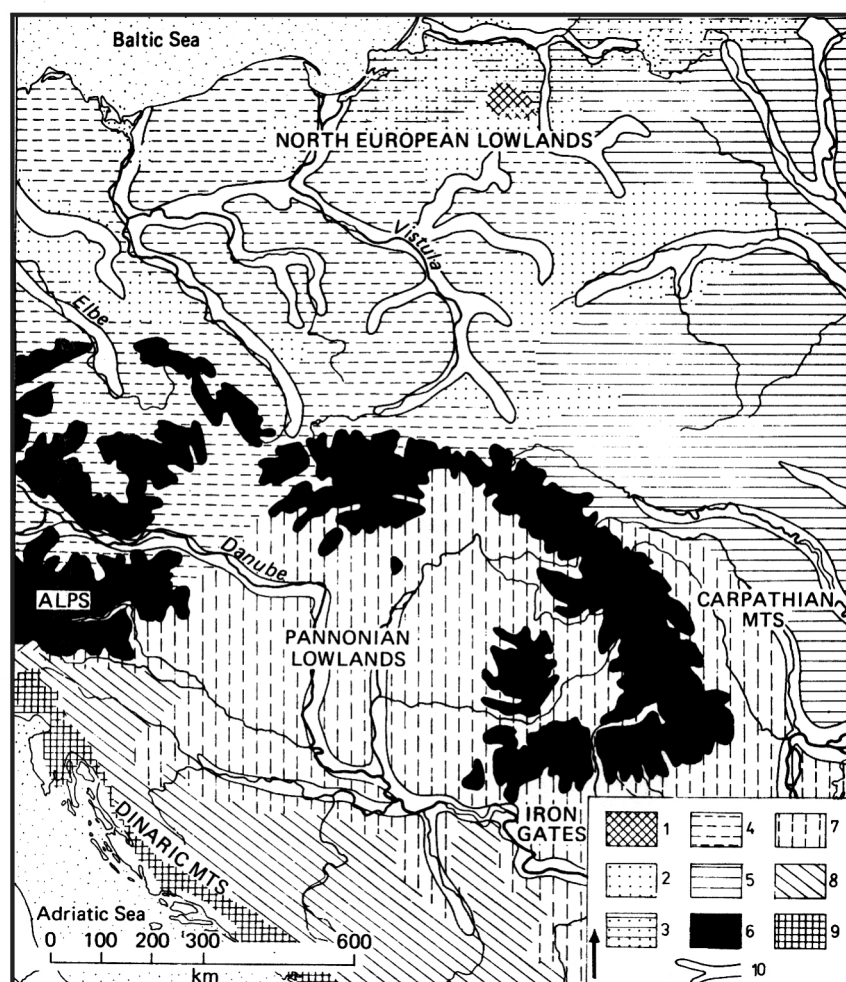 Baltic Sea
NORTH EUROPEAN LOWLANDS
Vistula
Elbe
Danube
ALPS
CARPATHIAN
MTS
PANNONIAN
LOWLANDS
IRON
GATES
DINARIC MTS
Adriatic Sea
0 100 200 300 600
km
1 4 7
2 5 8
3 6 9
10